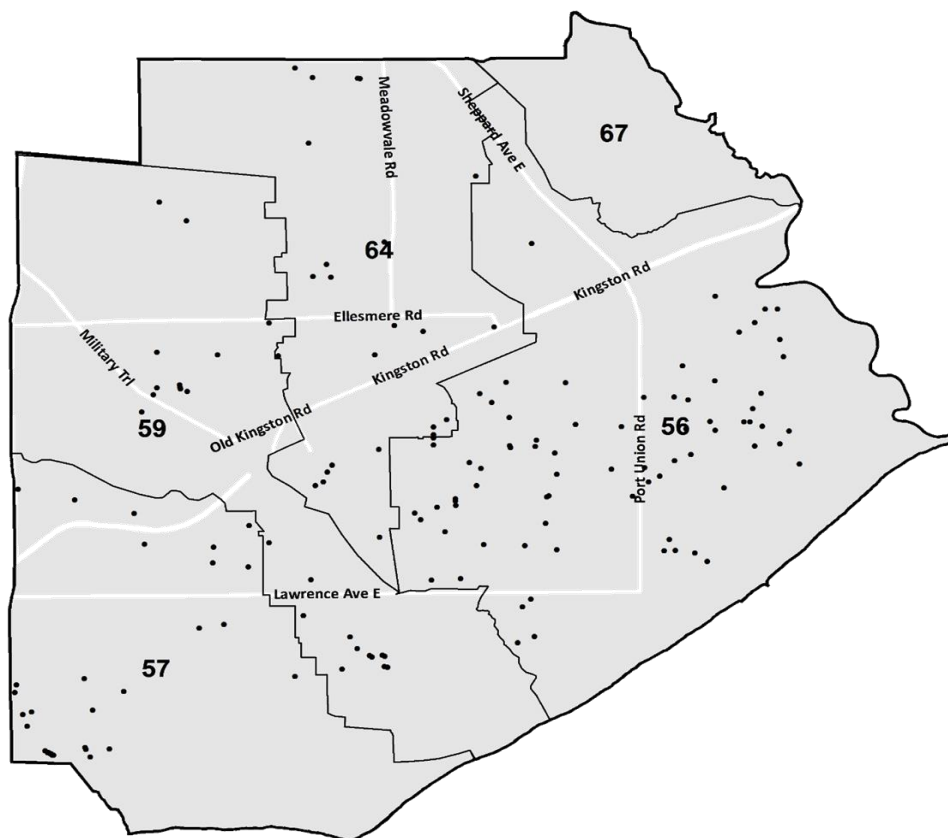 67
Meadowvale Rd
Sheppard Ave E
64
Kingston Rd
Ellesmere Rd
Military Trl
Kingston Rd
Old Kingston Rd
59
56
Port Union Rd
Lawrence Ave E
57